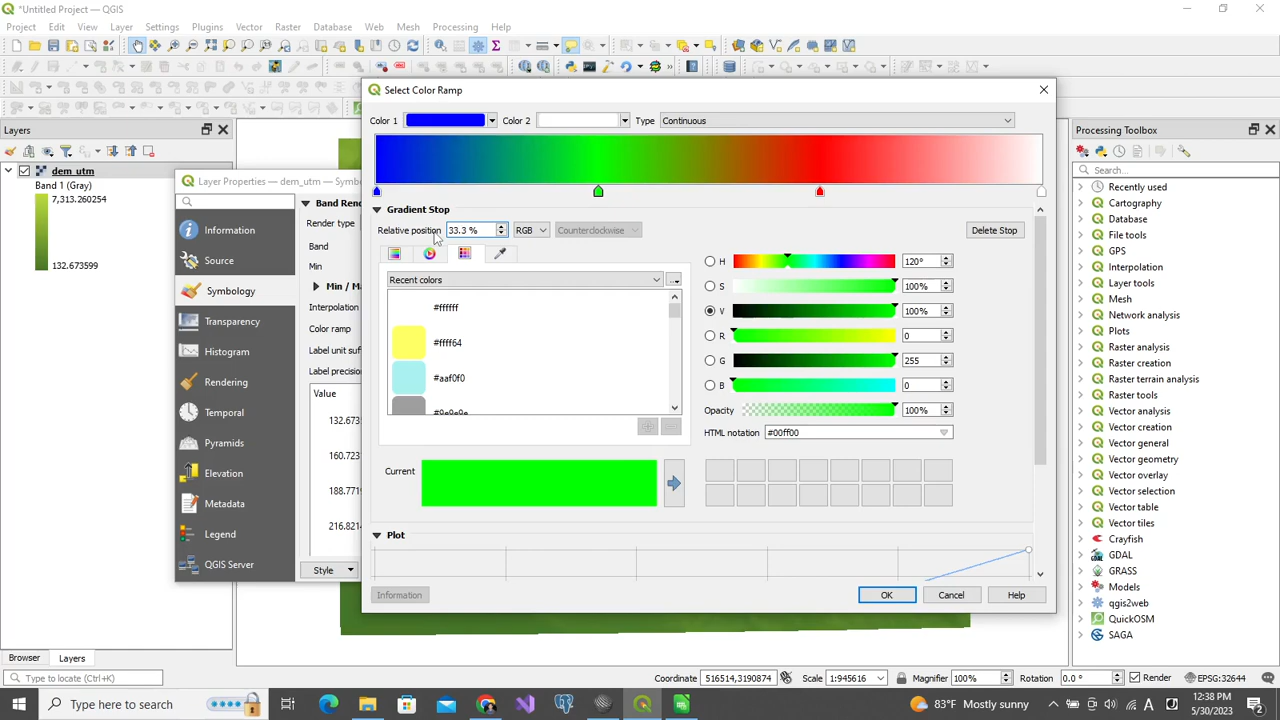 *Untitled Project — QGIS
Project Edit View Layer Settings Plugins Vector Raster Database Web Mesh Processing Help
Layers
dem_utm
Band 1 (Gray)
7,313.260254
132.673599
Browser Layers
Type to locate (Ctrl+K)
Layer Properties — dem_utm — Symbo
Information
Source
Symbology
Transparency
Histogram
Rendering
Temporal
Pyramids
Elevation
Metadata
Legend
QGIS Server
Band Ren
Render type
Band
Min
Min / Ma
Interpolation
Color ramp
Label unit suff
Label precision
Value
132.673
160.723
188.7719
216.8214
Style
Select Color Ramp
Color 1 Color 2 Type Continuous
Gradient Stop
Relative position 33.3 % RGB Counterclockwise Delete Stop
Recent colors ...
#ffffff
#ffff64
#aaf0f0
#9e9e9e
H 120°
S 100%
V 100%
R 0
G 255
B 0
Opacity 100%
HTML notation #00ff00
Current
Plot
Information OK Cancel Help
Processing Toolbox
Search...
Recently used
Cartography
Database
File tools
GPS
Interpolation
Layer tools
Mesh
Network analysis
Plots
Raster analysis
Raster creation
Raster terrain analysis
Raster tools
Vector analysis
Vector creation
Vector general
Vector geometry
Vector overlay
Vector selection
Vector table
Vector tiles
Crayfish
GDAL
GRASS
Models
qgis2web
QuickOSM
SAGA
Coordinate 516514,3190874 Scale 1:945616 Magnifier 100% Rotation 0.0 ° Render EPSG:32644
Type here to search
83°F Mostly sunny
12:38 PM
5/30/2023